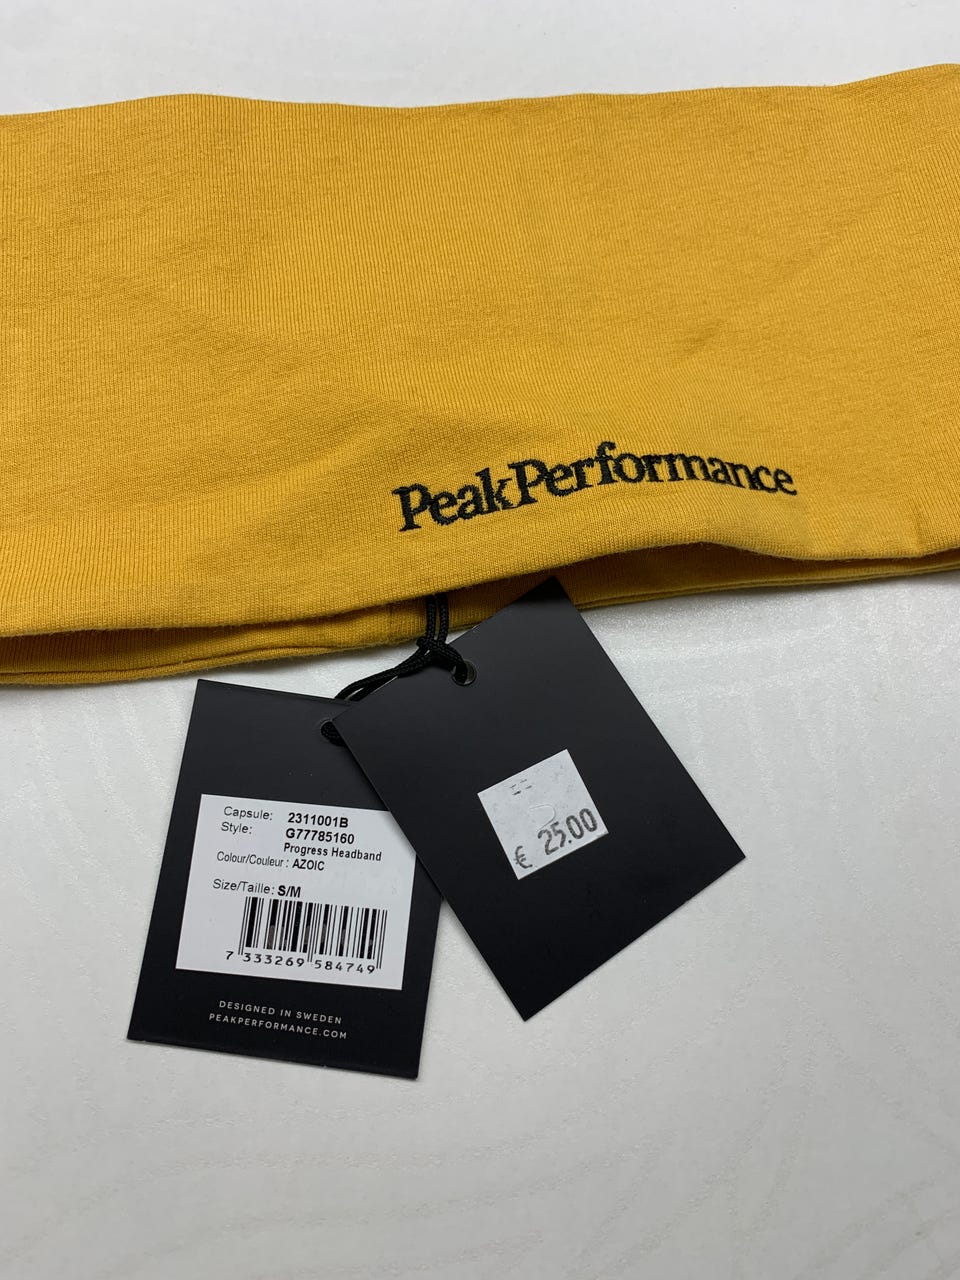 PeakPerformance
Capsule: 2311001B
Style: G77785160
Progress Headband
Colour/Couleur : AZOIC
Size/Taille: S/M
7 333269 584749
DESIGNED IN SWEDEN
PEAKPERFORMANCE.COM
€ 25.00